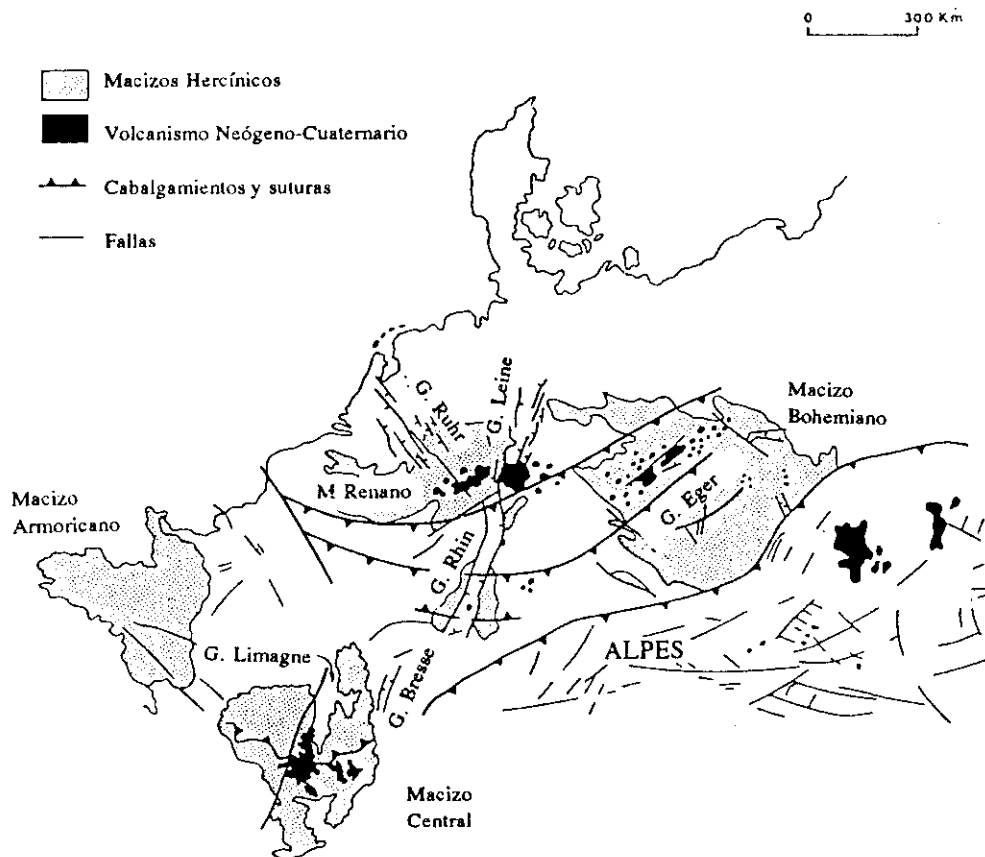 0 300 Km
Macizos Hercínicos
Volcanismo Neógeno-Cuaternario
Cabalgamientos y suturas
Fallas
G. Ruhr
G. Leine
Macizo
Bohemiano
M Renano
G. Eger
Macizo
Armoricano
G. Rhin
G. Limagne
G. Bresse
ALPES
Macizo
Central